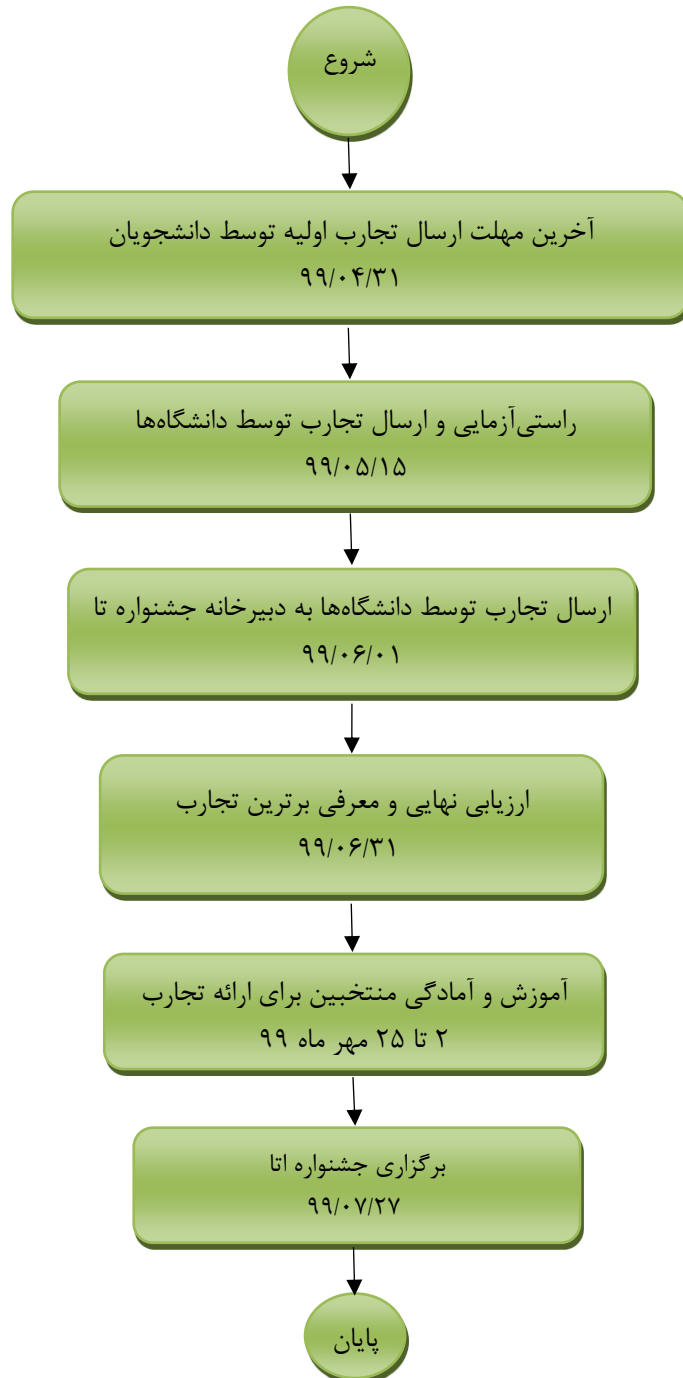 شروع
آخرین مهلت ارسال تجارب اولیه توسط دانشجویان
۹۹/۰۴/۳۱
راستی‌آزمایی و ارسال تجارب توسط دانشگاه‌ها
۹۹/۰۵/۱۵
ارسال تجارب توسط دانشگاه‌ها به دبیرخانه جشنواره تا
۹۹/۰۶/۰۱
ارزیابی نهایی و معرفی برترین تجارب
۹۹/۰۶/۳۱
آموزش و آمادگی منتخبین برای ارائه تجارب
۲ تا ۲۵ مهر ماه ۹۹
برگزاری جشنواره اتا
۹۹/۰۷/۲۷
پایان